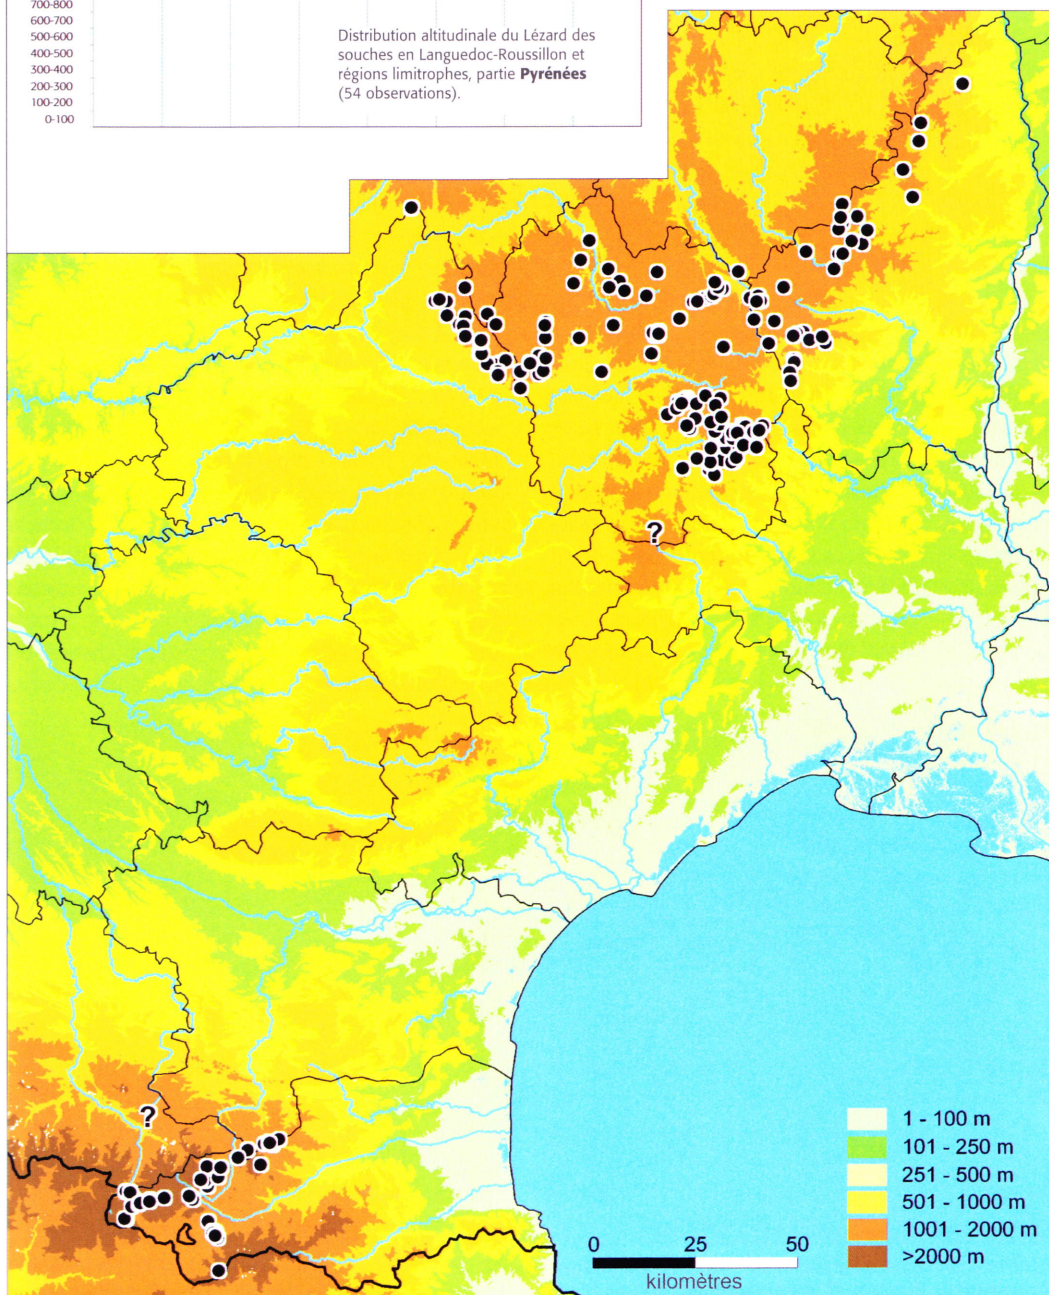 700-800
600-700
500-600
400-500
300-400
200-300
100-200
0-100
Distribution altitudinale du Lézard des
souches en Languedoc-Roussillon et
régions limitrophes, partie Pyrénées
(54 observations).
?
?
1 - 100 m
101 - 250 m
251 - 500 m
501 - 1000 m
1001 - 2000 m
>2000 m
0 25 50
kilomètres